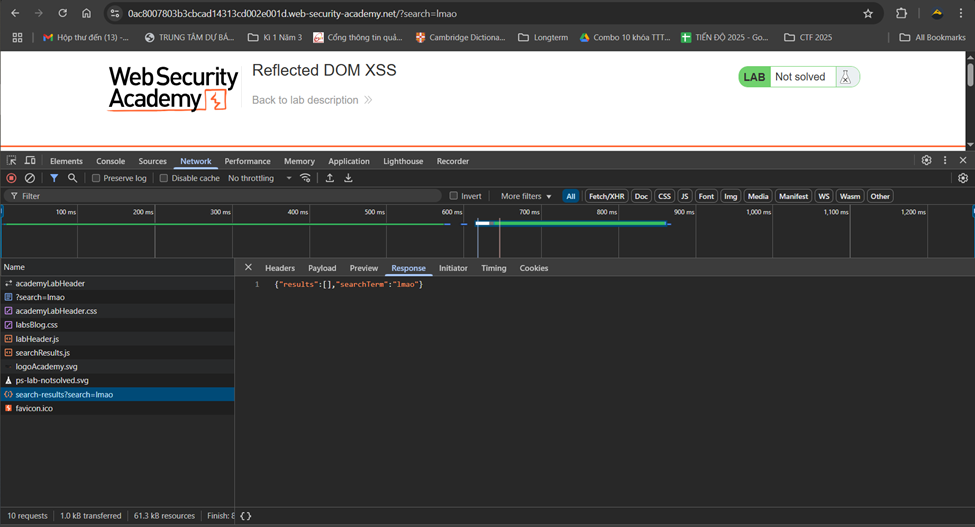 0ac8007803b3cbcad14313cd002e001d.web-security-academy.net/?search=lmao
Hộp thư đến (13) -... TRUNG TÂM DỰ BÁ... Kì 1 Năm 3 Cổng thông tin quả... Cambridge Dictiona... Longterm Combo 10 khóa TTT... TIẾN ĐỘ 2025 - Go... CTF 2025 All Bookmarks
WebSecurity
Academy
Reflected DOM XSS
Back to lab description
LAB Not solved
Elements Console Sources Network Performance Memory Application Lighthouse Recorder
Preserve log Disable cache No throttling
Filter Invert More filters All Fetch/XHR Doc CSS JS Font Img Media Manifest WS Wasm Other
100 ms 200 ms 300 ms 400 ms 500 ms 600 ms 700 ms 800 ms 900 ms 1,000 ms 1,100 ms 1,200 ms
Name
academyLabHeader
?search=lmao
academyLabHeader.css
labsBlog.css
labHeader.js
searchResults.js
logoAcademy.svg
ps-lab-notsolved.svg
search-results?search=lmao
favicon.ico
Headers Payload Preview Response Initiator Timing Cookies
1 {"results":[],"searchTerm":"lmao"}
10 requests 1.0 kB transferred 61.3 kB resources Finish: {}